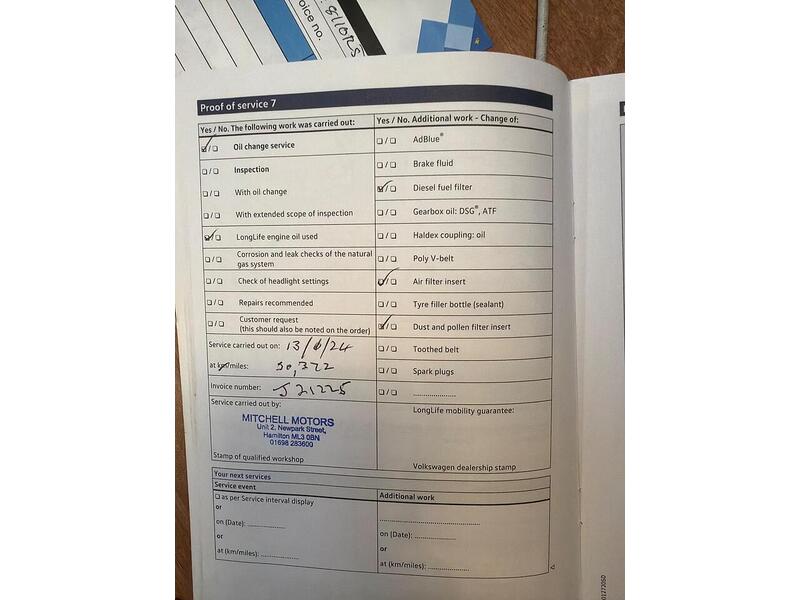 oice no.
Proof of service 7
Yes / No. The following work was carried out:
☑/☐ Oil change service
☐/☐ Inspection
☐/☐ With oil change
☐/☐ With extended scope of inspection
☑/☐ LongLife engine oil used
☐/☐ Corrosion and leak checks of the natural
gas system
☐/☐ Check of headlight settings
☐/☐ Repairs recommended
☐/☐ Customer request
(this should also be noted on the order)
Service carried out on:
at km/miles: 50,322
Invoice number: J 21225
Service carried out by:
MITCHELL MOTORS
Unit 2, Newpark Street,
Hamilton ML3 0BN
01698 283600
Stamp of qualified workshop
Yes / No. Additional work - Change of:
☐/☐ AdBlue®
☐/☐ Brake fluid
☑/☐ Diesel fuel filter
☐/☐ Gearbox oil: DSG®, ATF
☐/☐ Haldex coupling: oil
☐/☐ Poly V-belt
☑/☐ Air filter insert
☐/☐ Tyre filler bottle (sealant)
☑/☐ Dust and pollen filter insert
☐/☐ Toothed belt
☐/☐ Spark plugs
☐/☐ ....................
LongLife mobility guarantee:
Volkswagen dealership stamp
Your next services
Service event
☐ as per Service interval display
or
on (Date): ..................
or
at (km/miles): ..................
Additional work
..............................................
on (Date): ..................
or
at (km/miles): ..................